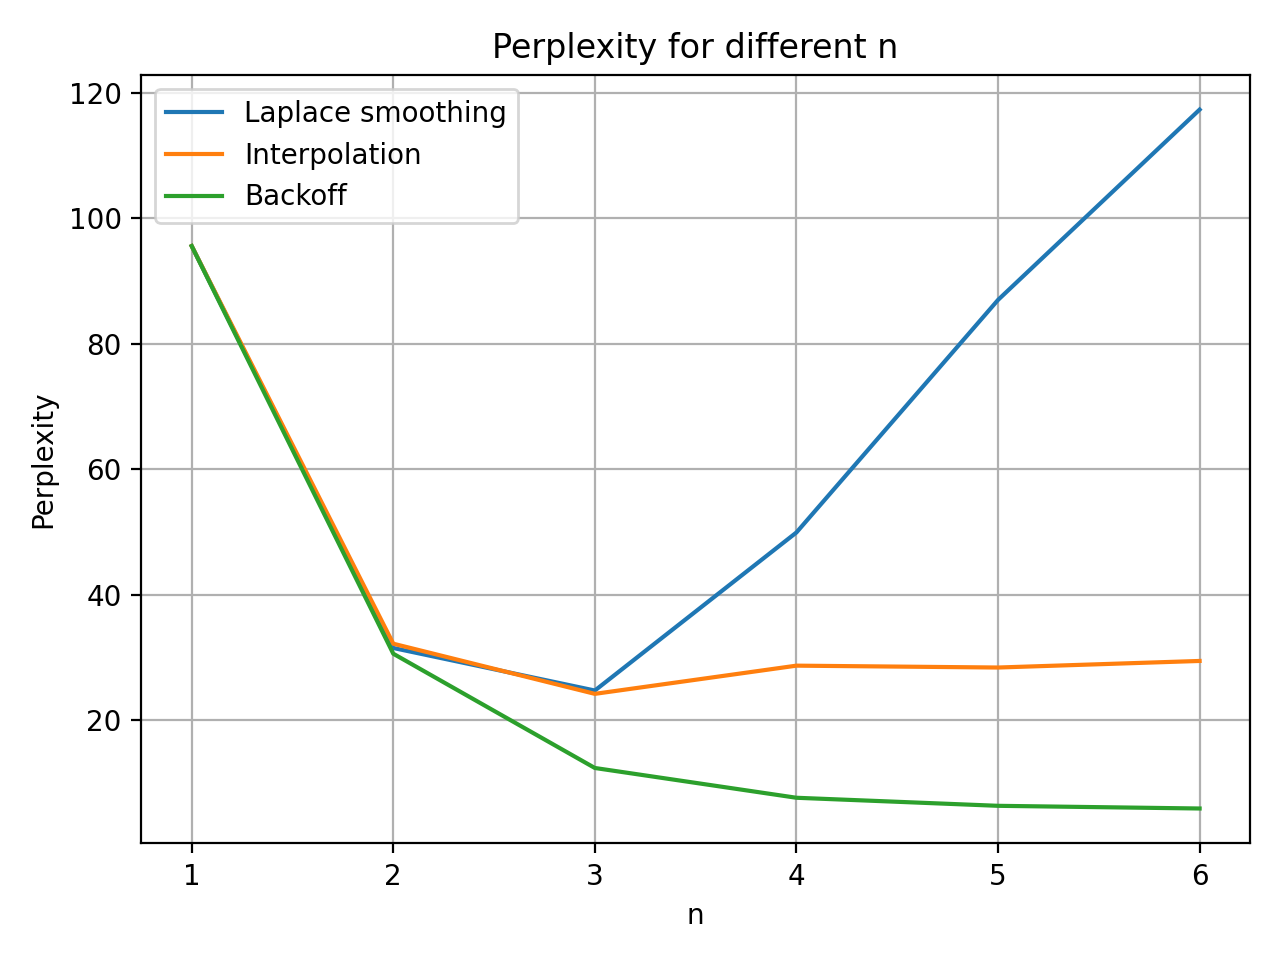 Perplexity for different n
Laplace smoothing
Interpolation
Backoff
120
100
80
60
40
20
Perplexity
1 2 3 4 5 6
n